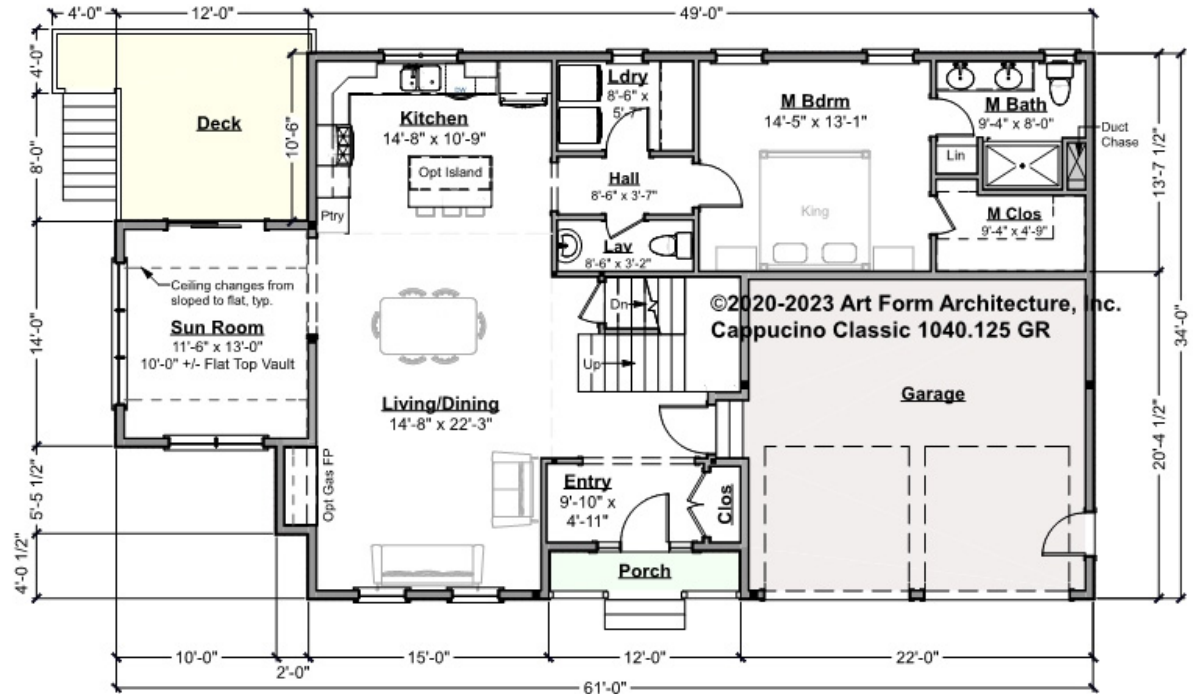 4'-0"
12'-0"
49'-0"
4'-0"
8'-0"
14'-0"
5'-5 1/2"
4'-0 1/2"
10'-6"
Deck
Kitchen
14'-8" x 10'-9"
DW
Opt Island
Ptry
Ldry
8'-6" x
5'-7"
Hall
8'-6" x 3'-7"
Lav
8'-6" x 3'-2"
M Bdrm
14'-5" x 13'-1"
King
M Bath
9'-4" x 8'-0"
Lin
Duct
Chase
M Clos
9'-4" x 4'-9"
13'-7 1/2"
34'-0"
20'-4 1/2"
Ceiling changes from
sloped to flat, typ.
Sun Room
11'-6" x 13'-0"
10'-0" +/- Flat Top Vault
Dn
Up
©2020-2023 Art Form Architecture, Inc.
Cappucino Classic 1040.125 GR
Living/Dining
14'-8" x 22'-3"
Garage
Opt Gas FP
Entry
9'-10" x
4'-11"
Clos
Porch
10'-0"
2'-0"
15'-0"
12'-0"
22'-0"
61'-0"